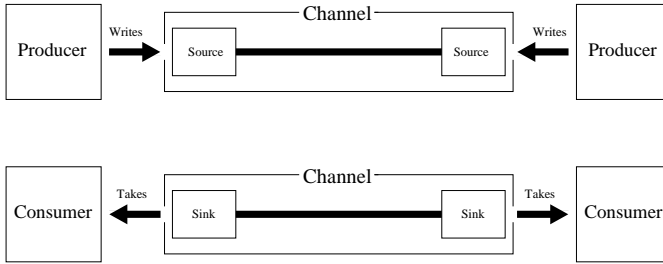 Channel
Writes
Writes
Producer
Source
Source
Producer
Channel
Takes
Takes
Consumer
Sink
Sink
Consumer